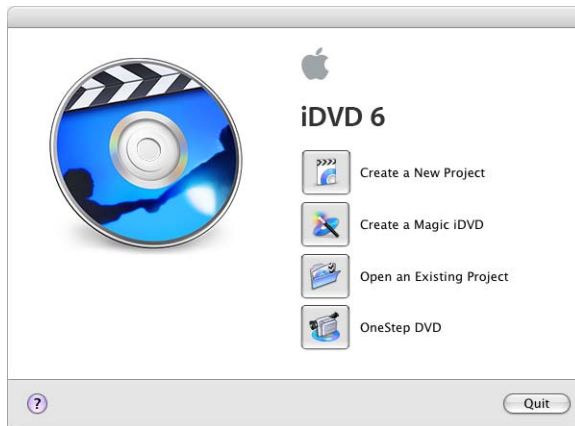 iDVD 6
Create a New Project
Create a Magic iDVD
Open an Existing Project
OneStep DVD
?
Quit